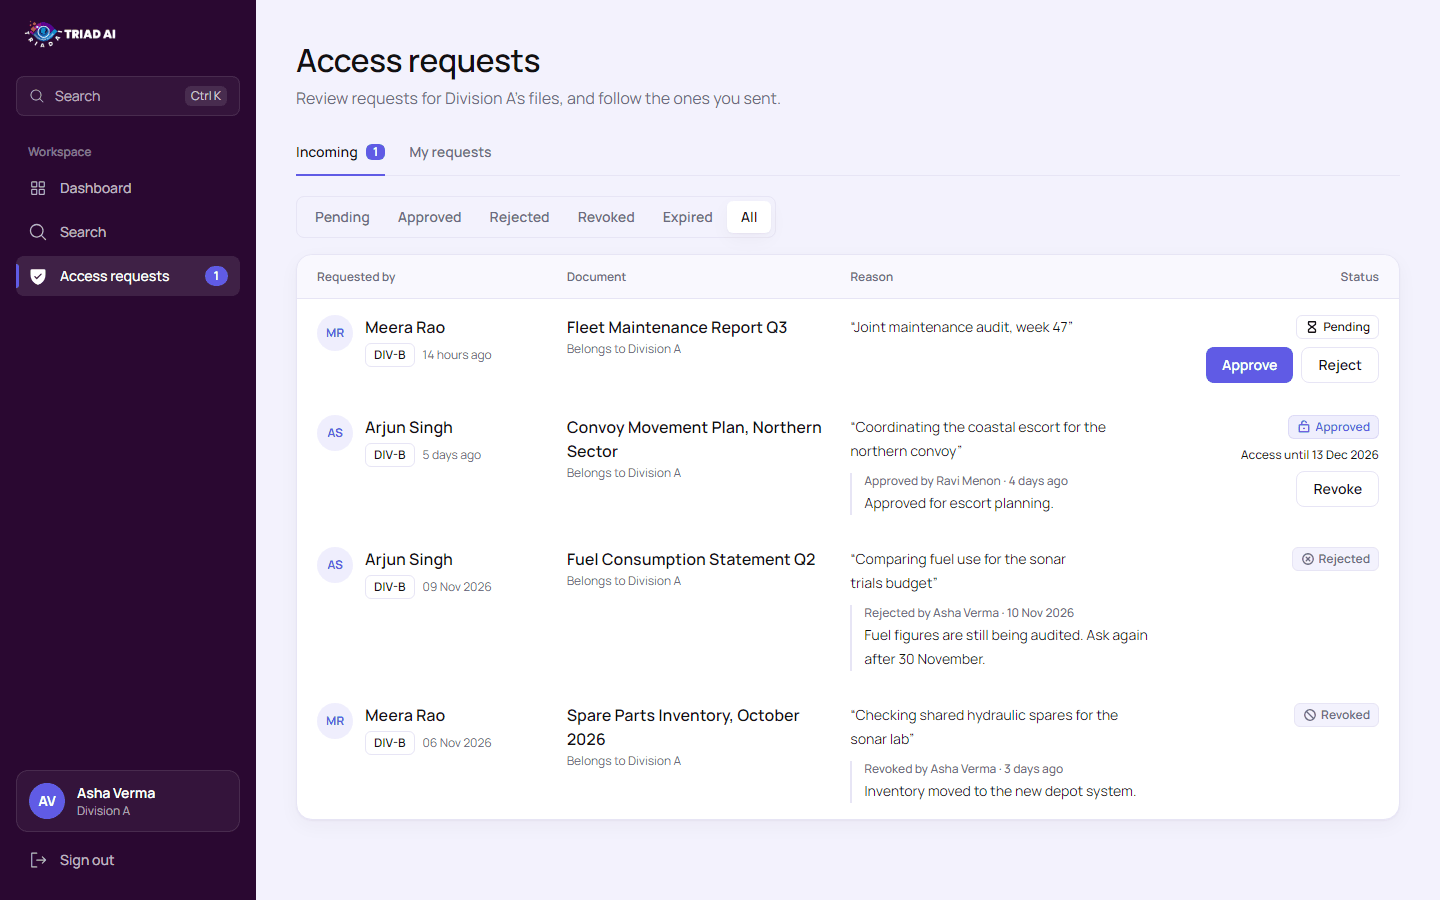 TRIAD AI
TRIADA
Search Ctrl K
Workspace
Dashboard
Search
Access requests 1
AV
Asha Verma
Division A
Sign out
Access requests
Review requests for Division A's files, and follow the ones you sent.
Incoming 1 My requests
Pending Approved Rejected Revoked Expired All
Requested by Document Reason Status
MR Meera Rao
DIV-B 14 hours ago
Fleet Maintenance Report Q3
Belongs to Division A
“Joint maintenance audit, week 47”
Pending
Approve Reject
AS Arjun Singh
DIV-B 5 days ago
Convoy Movement Plan, Northern
Sector
Belongs to Division A
“Coordinating the coastal escort for the
northern convoy”
Approved by Ravi Menon · 4 days ago
Approved for escort planning.
Approved
Access until 13 Dec 2026
Revoke
AS Arjun Singh
DIV-B 09 Nov 2026
Fuel Consumption Statement Q2
Belongs to Division A
“Comparing fuel use for the sonar
trials budget”
Rejected by Asha Verma · 10 Nov 2026
Fuel figures are still being audited. Ask again
after 30 November.
Rejected
MR Meera Rao
DIV-B 06 Nov 2026
Spare Parts Inventory, October
2026
Belongs to Division A
“Checking shared hydraulic spares for the
sonar lab”
Revoked by Asha Verma · 3 days ago
Inventory moved to the new depot system.
Revoked